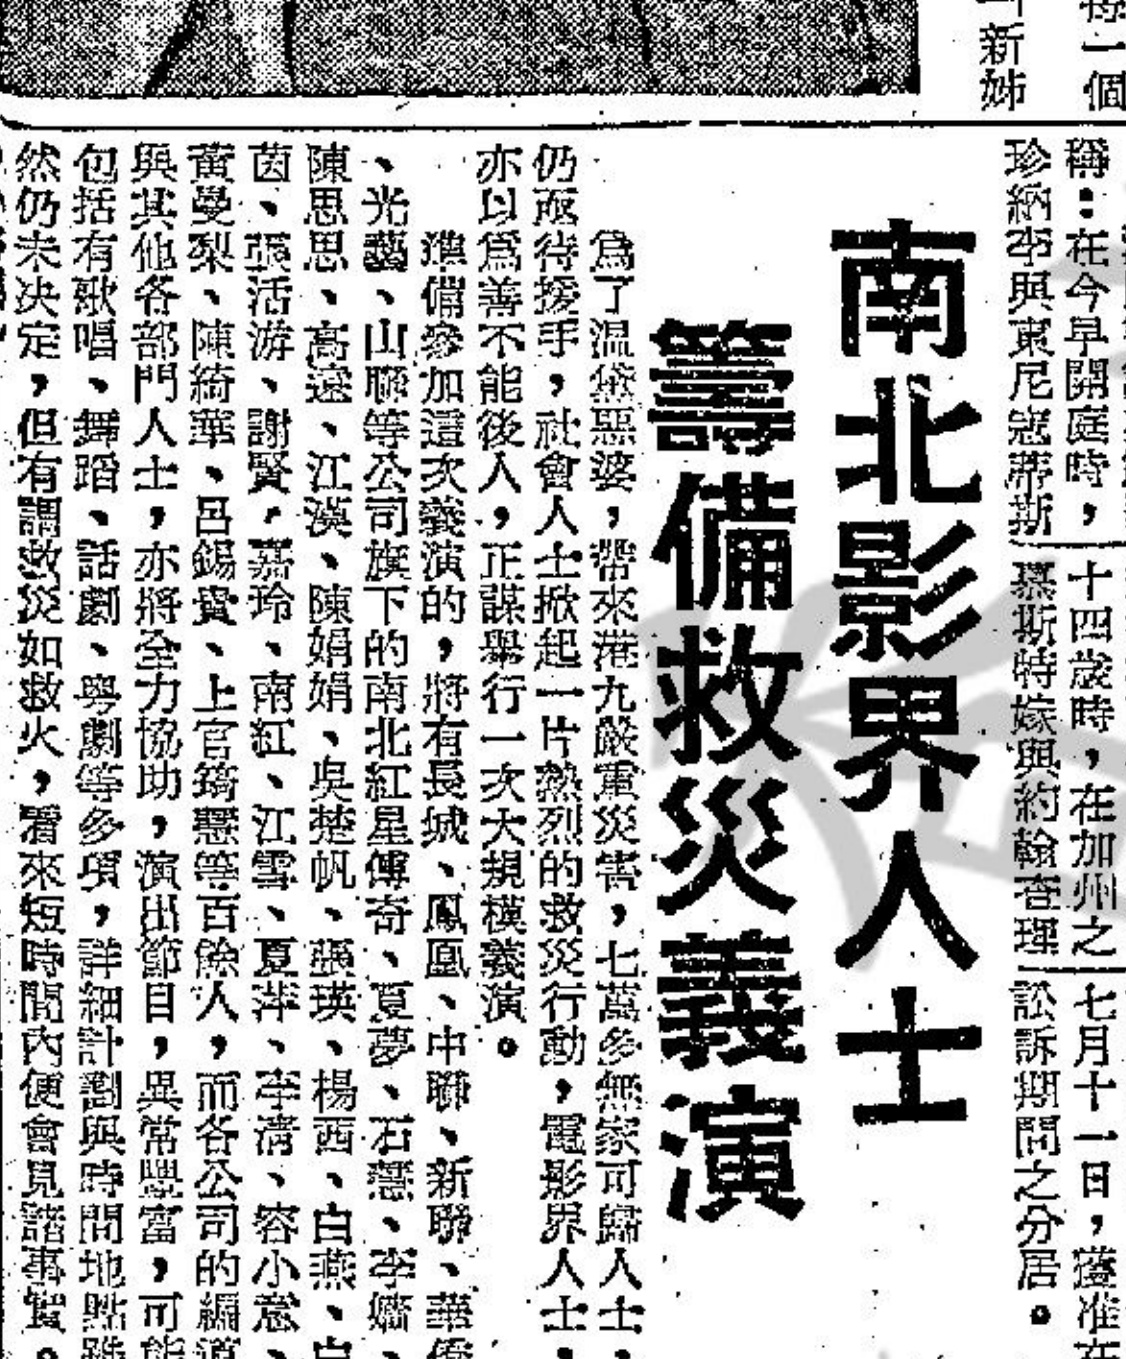 每一個
新姊
稱：在今早開庭時，
珍納李與東尼寇蒂斯
十四歲時，在加州之
慕斯特嫁與約翰查理
七月十一日，獲准在
訟訴期間之分居。
南北影界人士
籌備救災義演
爲了温黛惡婆，帶來港九嚴重災害，七萬多無家可歸人士，
仍亟待援手，社會人士掀起一片熱烈的救災行動，電影界人士，
亦以爲善不能後人，正謀舉行一次大規模義演。
準備參加這次義演的，將有長城、鳳凰、中聯、新聯、華僑
、光藝、山聯等公司旗下的南北紅星傅奇、夏夢、石慧、李嬙
陳思思、高遠、江漢、陳娟娟、吳楚帆、張瑛、楊西、白燕、白
茵、張活游、謝賢、嘉玲、南紅、江雪、夏萍、李清、容小意、
黃曼梨、陳綺華、呂錫貴、上官筠慧等百餘人，而各公司的編導
與其他各部門人士，亦將全力協助，演出節目，異常豐富，可能
包括有歌唱、舞蹈、話劇、粤劇等多項，詳細計劃與時間地點雖
然仍未决定，但有謂救災如救火，看來短時間內便會見諸事實。